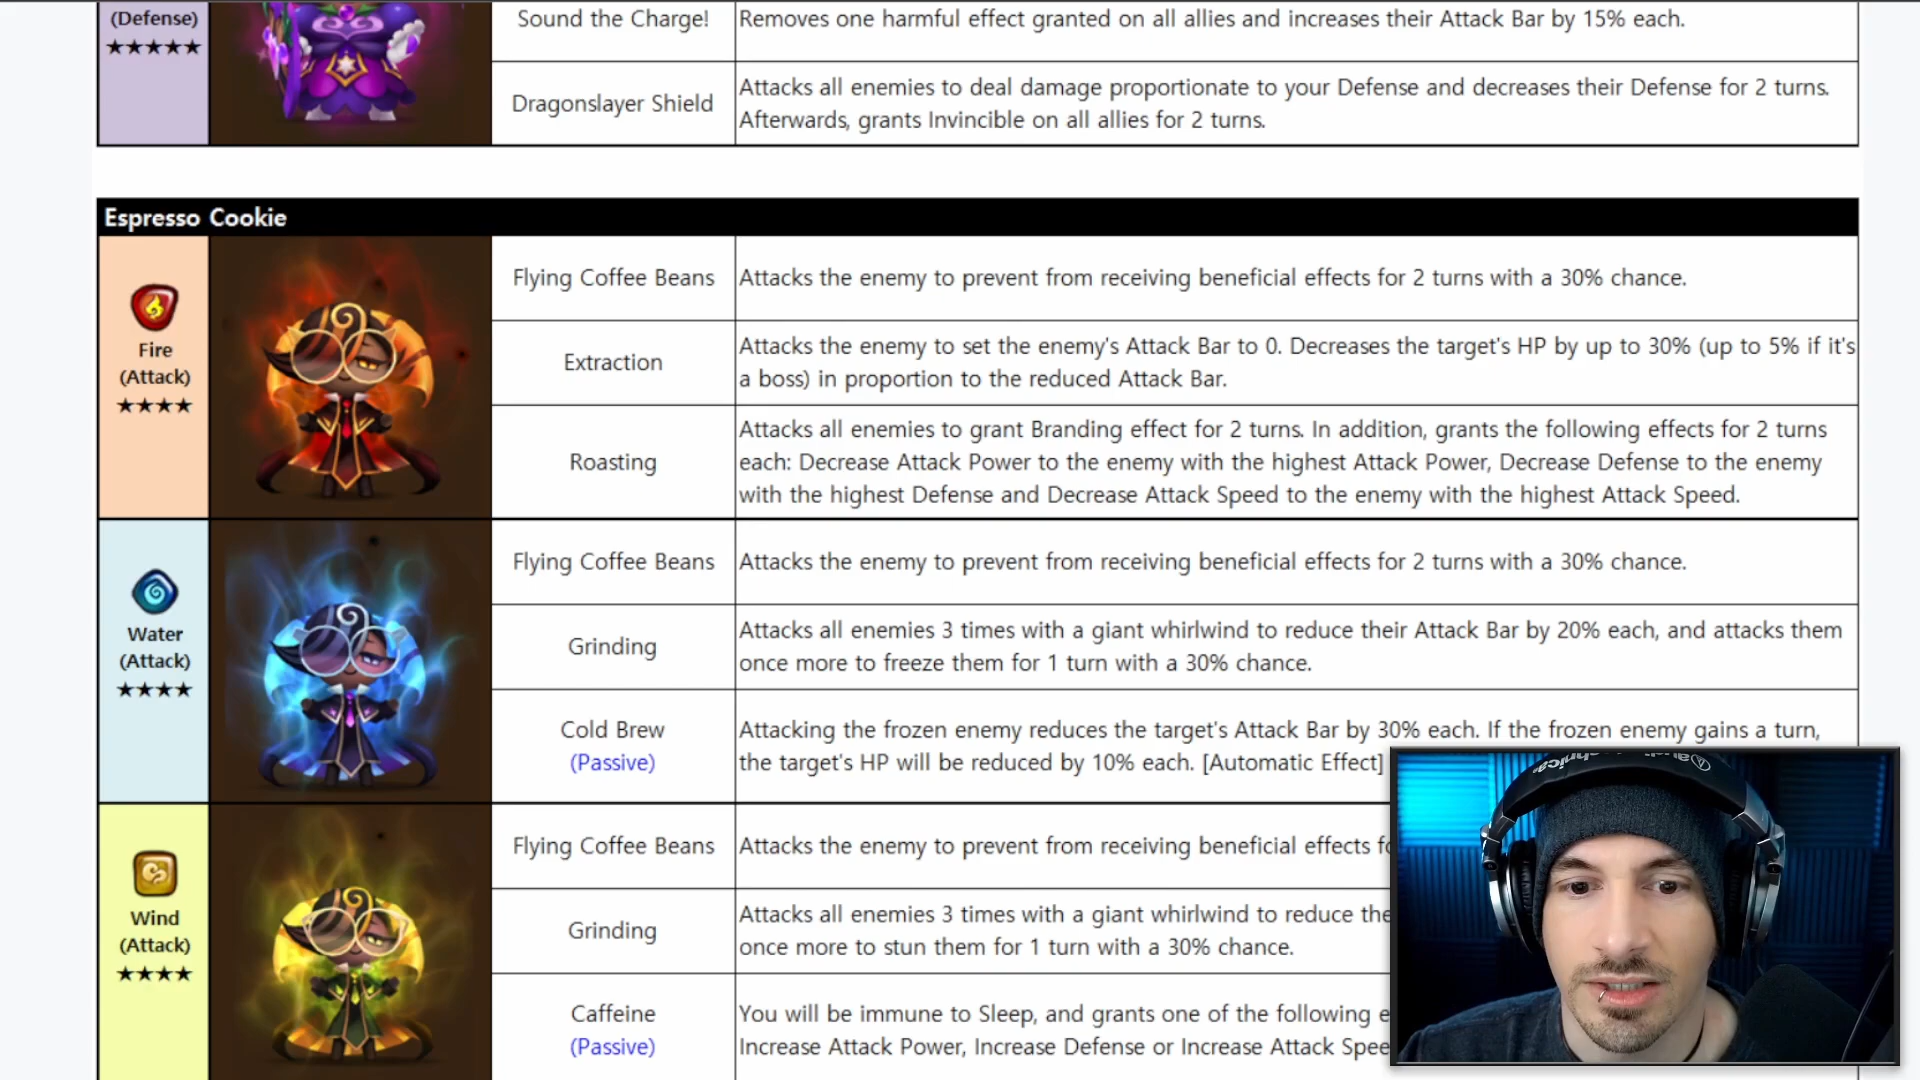 (Defense)
★★★★★
Sound the Charge!
Removes one harmful effect granted on all allies and increases their Attack Bar by 15% each.
Dragonslayer Shield
Attacks all enemies to deal damage proportionate to your Defense and decreases their Defense for 2 turns.
Afterwards, grants Invincible on all allies for 2 turns.
Espresso Cookie
Fire
(Attack)
★★★★
Flying Coffee Beans
Attacks the enemy to prevent from receiving beneficial effects for 2 turns with a 30% chance.
Extraction
Attacks the enemy to set the enemy's Attack Bar to 0. Decreases the target's HP by up to 30% (up to 5% if it's
a boss) in proportion to the reduced Attack Bar.
Roasting
Attacks all enemies to grant Branding effect for 2 turns. In addition, grants the following effects for 2 turns
each: Decrease Attack Power to the enemy with the highest Attack Power, Decrease Defense to the enemy
with the highest Defense and Decrease Attack Speed to the enemy with the highest Attack Speed.
Water
(Attack)
★★★★
Flying Coffee Beans
Attacks the enemy to prevent from receiving beneficial effects for 2 turns with a 30% chance.
Grinding
Attacks all enemies 3 times with a giant whirlwind to reduce their Attack Bar by 20% each, and attacks them
once more to freeze them for 1 turn with a 30% chance.
Cold Brew
(Passive)
Attacking the frozen enemy reduces the target's Attack Bar by 30% each. If the frozen enemy gains a turn,
the target's HP will be reduced by 10% each. [Automatic Effect]
Wind
(Attack)
★★★★
Flying Coffee Beans
Attacks the enemy to prevent from receiving beneficial effects
Grinding
Attacks all enemies 3 times with a giant whirlwind to reduce the
once more to stun them for 1 turn with a 30% chance.
Caffeine
(Passive)
You will be immune to Sleep, and grants one of the following e
Increase Attack Power, Increase Defense or Increase Attack Spee